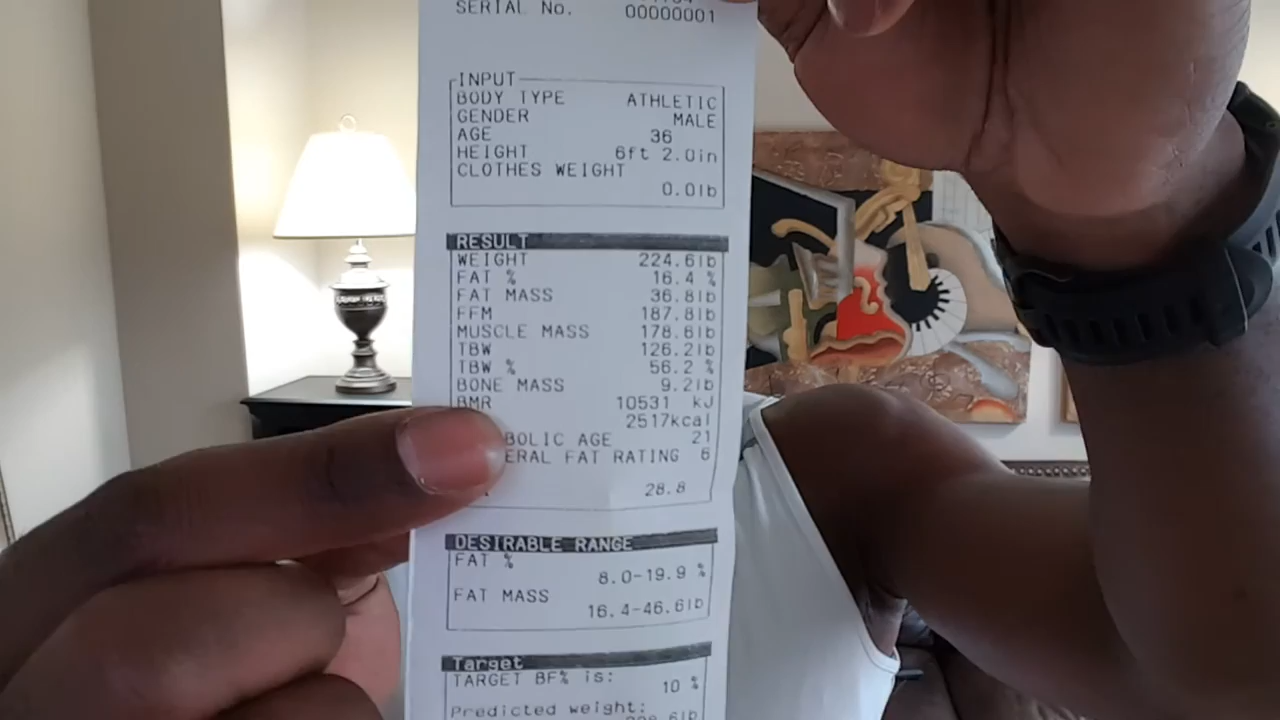 SERIAL No. 00000001
INPUT
BODY TYPE ATHLETIC
GENDER MALE
AGE 36
HEIGHT 6ft 2.0in
CLOTHES WEIGHT
0.0lb
RESULT
WEIGHT 224.6lb
FAT % 16.4 %
FAT MASS 36.8lb
FFM 187.8lb
MUSCLE MASS 178.6lb
TBW 126.2lb
TBW % 56.2 %
BONE MASS 9.2lb
BMR 10531 kJ
2517kcal
BOLIC AGE 21
ERAL FAT RATING 6
28.8
DESIRABLE RANGE
FAT %
8.0-19.9 %
FAT MASS
16.4-46.6lb
Target
TARGET BF% is:
10 %
Predicted weight: